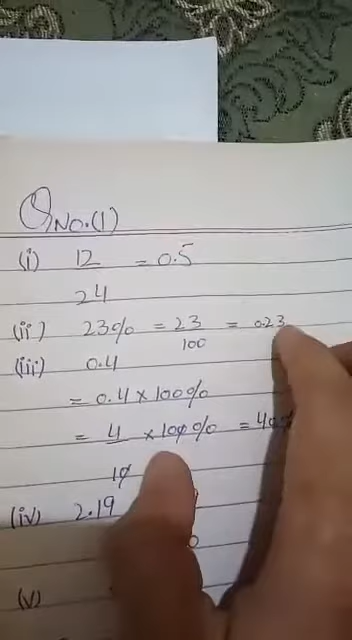 Q No.(1)
(i) 12 = 0.5
24
(ii) 23% = 23 = 0.23
100
(iii) 0.4
= 0.4 × 100%
= 4 × 100% = 40%
10
(iv) 2.19
(v)